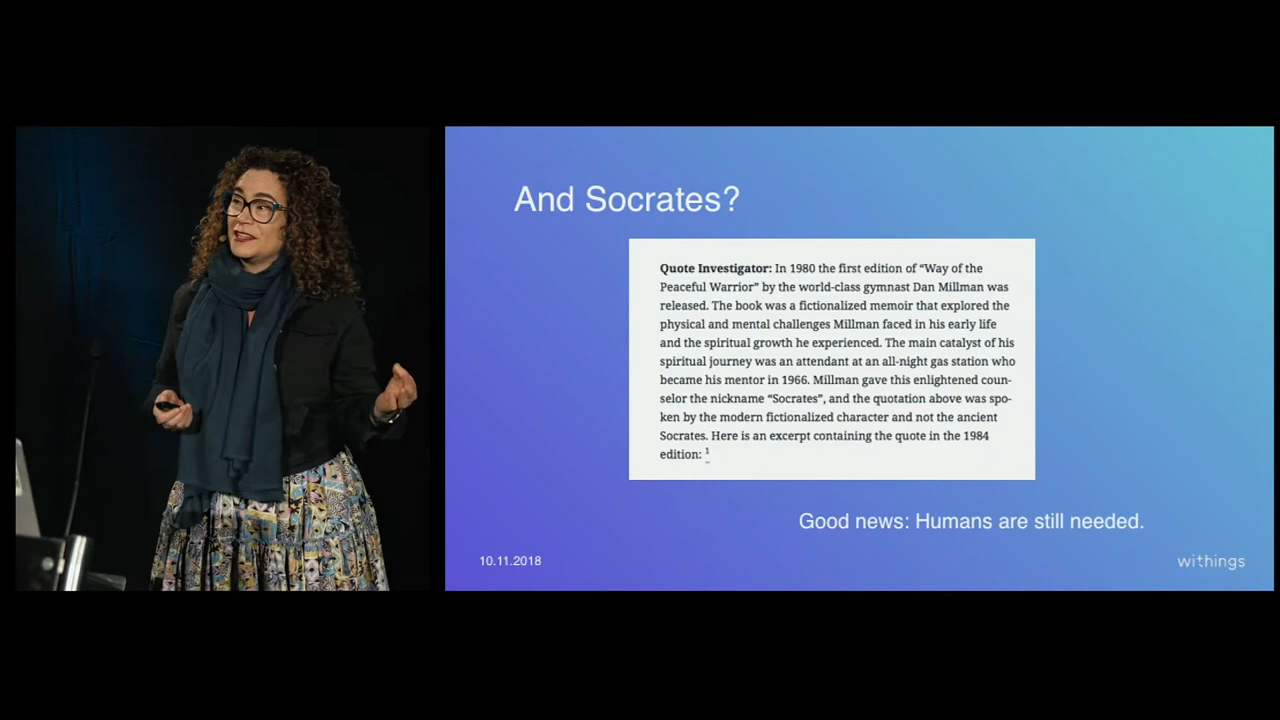 And Socrates?
Quote Investigator: In 1980 the first edition of “Way of the
Peaceful Warrior” by the world-class gymnast Dan Millman was
released. The book was a fictionalized memoir that explored the
physical and mental challenges Millman faced in his early life
and the spiritual growth he experienced. The main catalyst of his
spiritual journey was an attendant at an all-night gas station who
became his mentor in 1966. Millman gave this enlightened coun-
selor the nickname “Socrates”, and the quotation above was spo-
ken by the modern fictionalized character and not the ancient
Socrates. Here is an excerpt containing the quote in the 1984
edition: 1
Good news: Humans are still needed.
10.11.2018
withings